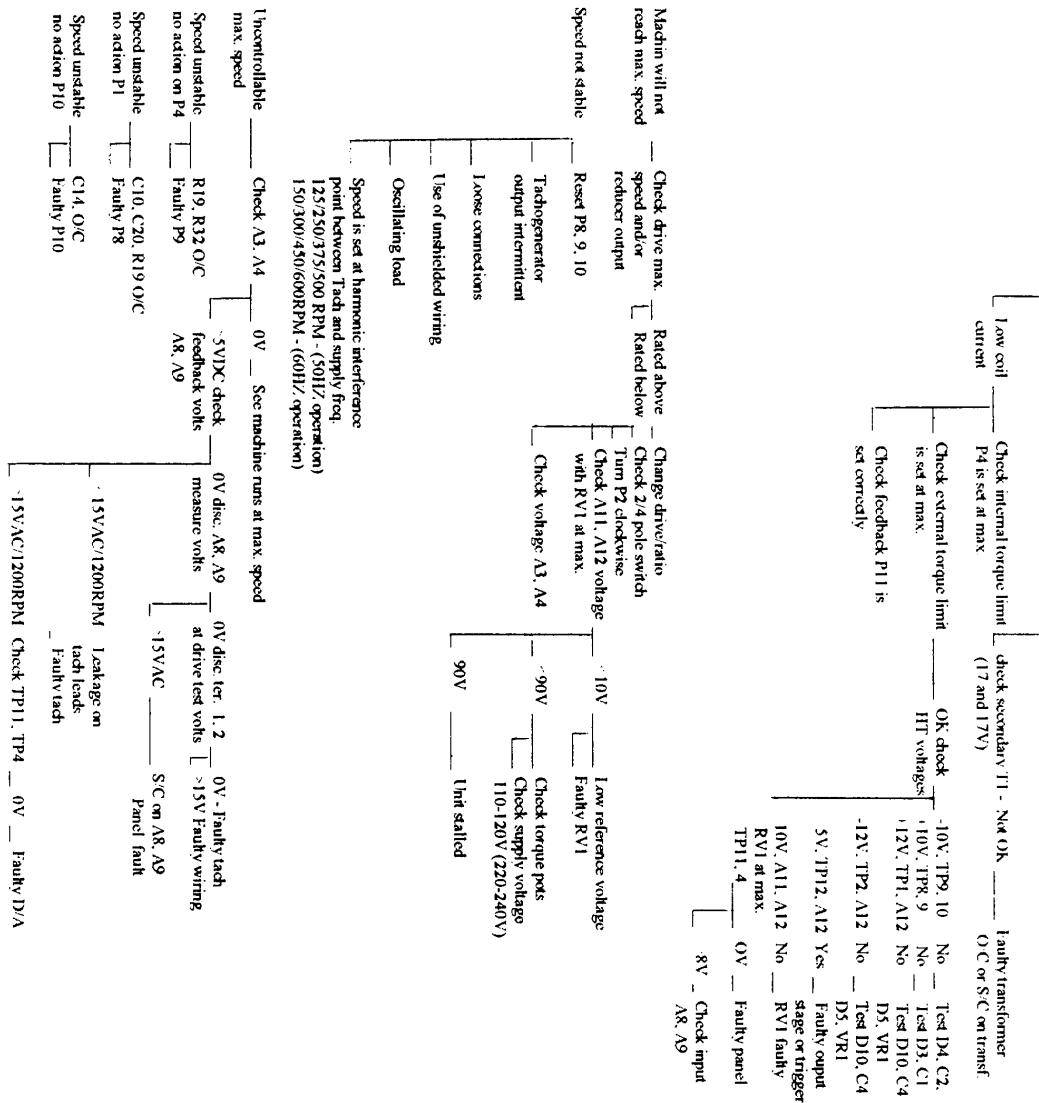 Low coil
current
Check internal torque limit
P4 is set at max
Check external torque limit
is set at max.
Check feedback P11 is
set correctly
check secondary T1 - Not OK
(17 and 17V)
Faulty transformer
O/C or S/C on transf.
OK check
HT voltages
-10V, TP9, 10 No Test D4, C2,
+10V, TP8, 9 No Test D3, C1
+12V, TP1, A12 No Test D10, C4
D5, VR1
-12V, TP2, A12 No Test D10, C4
D5, VR1
5V, TP12, A12 Yes Faulty ouput
stage or trigger
10V, A11, A12 No RV1 faulty
RV1 at max.
TP11, 4 OV Faulty panel
8V Check input
A8, A9
Machin will not
reach max. speed
Check drive max.
speed and/or
reducer output
Rated above Change drive/ratio
Rated below Check 2/4 pole switch
Turn P2 clockwise
Check A11, A12 voltage
with RV1 at max.
Check voltage A3, A4
10V Low reference voltage
Faulty RV1
90V Check torque pots
Check supply voltage
110-120V (220-240V)
90V Unit stalled
Speed not stable
Reset P8, 9, 10
Tachogenerator
output intermittent
Loose connections
Use of unshielded wiring
Oscillating load
Speed is set at harmonic interference
point between Tach and supply freq.
125/250/375/500 RPM - (50HZ operation)
150/300/450/600RPM - (60HZ operation)
Uncontrollable
max. speed
Check A3, A4
0V See machine runs at max. speed
5VDC check
feedback volts
A8, A9
0V disc. A8, A9
measure volts
0V disc. ter. 1, 2
at drive test volts
0V - Faulty tach
>15V Faulty wiring
15VAC S/C on A8, A9
Panel fault
15VAC/1200RPM Leakage on
tach leads
Faulty tach
15VAC/1200RPM Check TP11, TP4 0V Faulty D/A
Speed unstable
no action on P4
R19, R32 O/C
Faulty P9
Speed unstable
no action P1
C10, C20, R19 O/C
Faulty P8
Speed unstable
no action P10
C14, O/C
Faulty P10